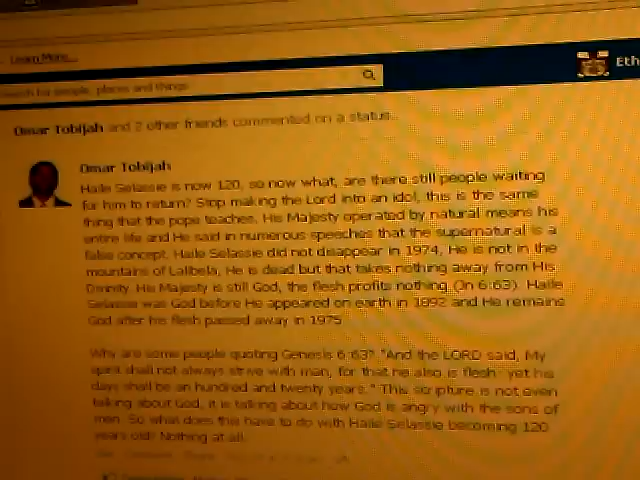 Learn More...
search for people, places and things
Eth
Omar Tobijah and 2 other friends commented on a status.
Omar Tobijah
Haile Selassie is now 120, so now what, are there still people waiting
for him to return? Stop making the Lord into an idol, this is the same
thing that the pope teaches. His Majesty operated by natural means his
entire life and He said in numerous speeches that the supernatural is a
false concept. Haile Selassie did not disappear in 1974, He is not in the
mountains of Lalibela, He is dead but that takes nothing away from His
Divinity. His Majesty is still God, the flesh profits nothing (Jn 6:63). Haile
Selassie was God before He appeared on earth in 1892 and He remains
God after his flesh passed away in 1975
Why are some people quoting Genesis 6:63? "And the LORD said, My
spirit shall not always strive with man, for that he also is flesh: yet his
days shall be an hundred and twenty years." This scripture is not even
talking about God, it is talking about how God is angry with the sons of
men. So what does this have to do with Haile Selassie becoming 120
years old? Nothing at all.